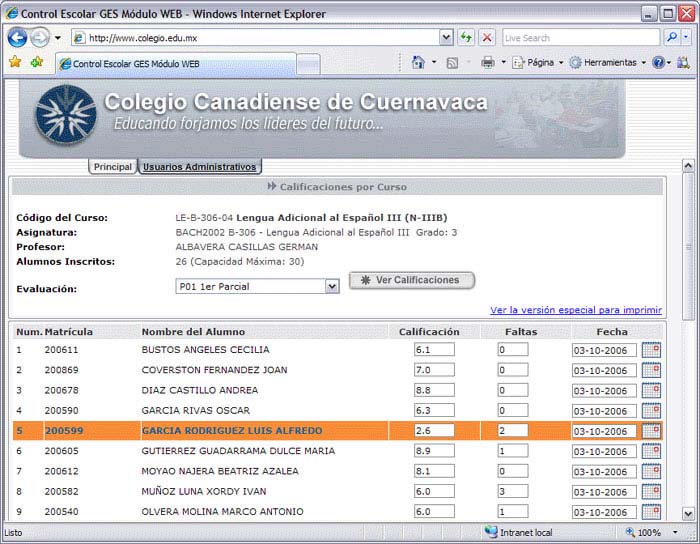 Control Escolar GES Módulo WEB - Windows Internet Explorer
http://www.colegio.edu.mx
Live Search
Control Escolar GES Módulo WEB
Página
Herramientas
Colegio Canadiense de Cuernavaca
Educando forjamos los líderes del futuro...
Principal
Usuarios Administrativos
Calificaciones por Curso
Código del Curso: LE-B-306-04 Lengua Adicional al Español III (N-IIIB)
Asignatura: BACH2002 B-306 - Lengua Adicional al Español III Grado: 3
Profesor: ALBAVERA CASILLAS GERMAN
Alumnos Inscritos: 26 (Capacidad Máxima: 30)
Evaluación: P01 1er Parcial Ver Calificaciones
Ver la versión especial para imprimir
Num. Matrícula Nombre del Alumno Calificación Faltas Fecha
1 200611 BUSTOS ANGELES CECILIA 6.1 0 03-10-2006
2 200869 COVERSTON FERNANDEZ JOAN 7.0 0 03-10-2006
3 200678 DIAZ CASTILLO ANDREA 8.8 0 03-10-2006
4 200590 GARCIA RIVAS OSCAR 6.3 0 03-10-2006
5 200599 GARCIA RODRIGUEZ LUIS ALFREDO 2.6 2 03-10-2006
6 200605 GUTIERREZ GUADARRAMA DULCE MARIA 8.9 1 03-10-2006
7 200612 MOYAO NAJERA BEATRIZ AZALEA 8.1 0 03-10-2006
8 200582 MUÑOZ LUNA XORDY IVAN 6.0 3 03-10-2006
9 200540 OLVERA MOLINA MARCO ANTONIO 6.0 1 03-10-2006
Listo
Intranet local
100%